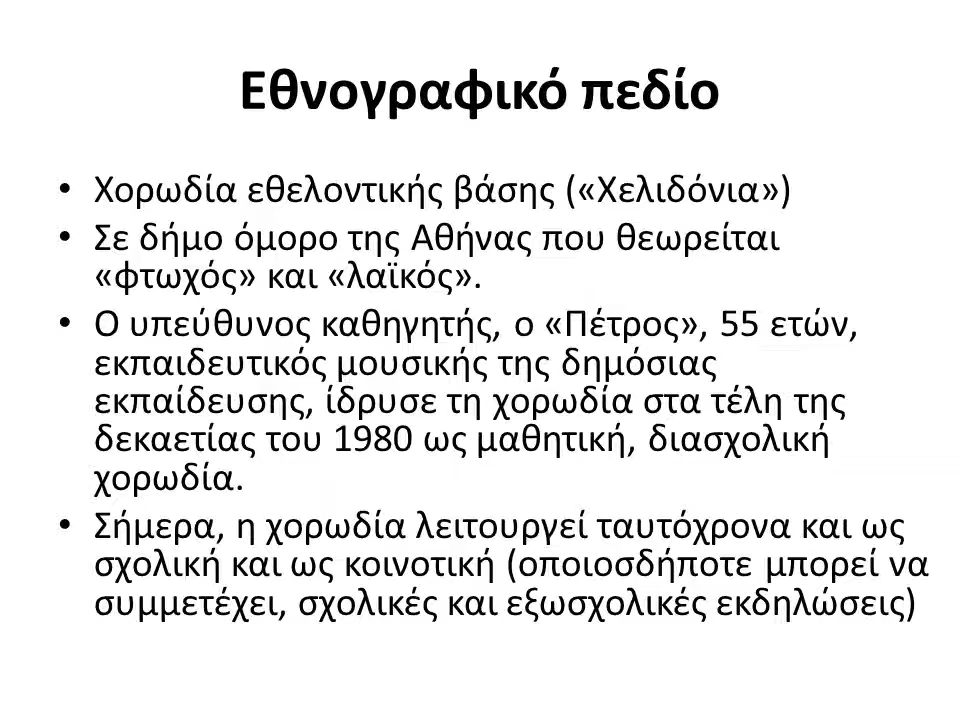 Εθνογραφικό πεδίο
• Χορωδία εθελοντικής βάσης («Χελιδόνια»)
• Σε δήμο όμορο της Αθήνας που θεωρείται
«φτωχός» και «λαϊκός».
• Ο υπεύθυνος καθηγητής, ο «Πέτρος», 55 ετών,
εκπαιδευτικός μουσικής της δημόσιας
εκπαίδευσης, ίδρυσε τη χορωδία στα τέλη της
δεκαετίας του 1980 ως μαθητική, διασχολική
χορωδία.
• Σήμερα, η χορωδία λειτουργεί ταυτόχρονα και ως
σχολική και ως κοινοτική (οποιοσδήποτε μπορεί να
συμμετέχει, σχολικές και εξωσχολικές εκδηλώσεις)